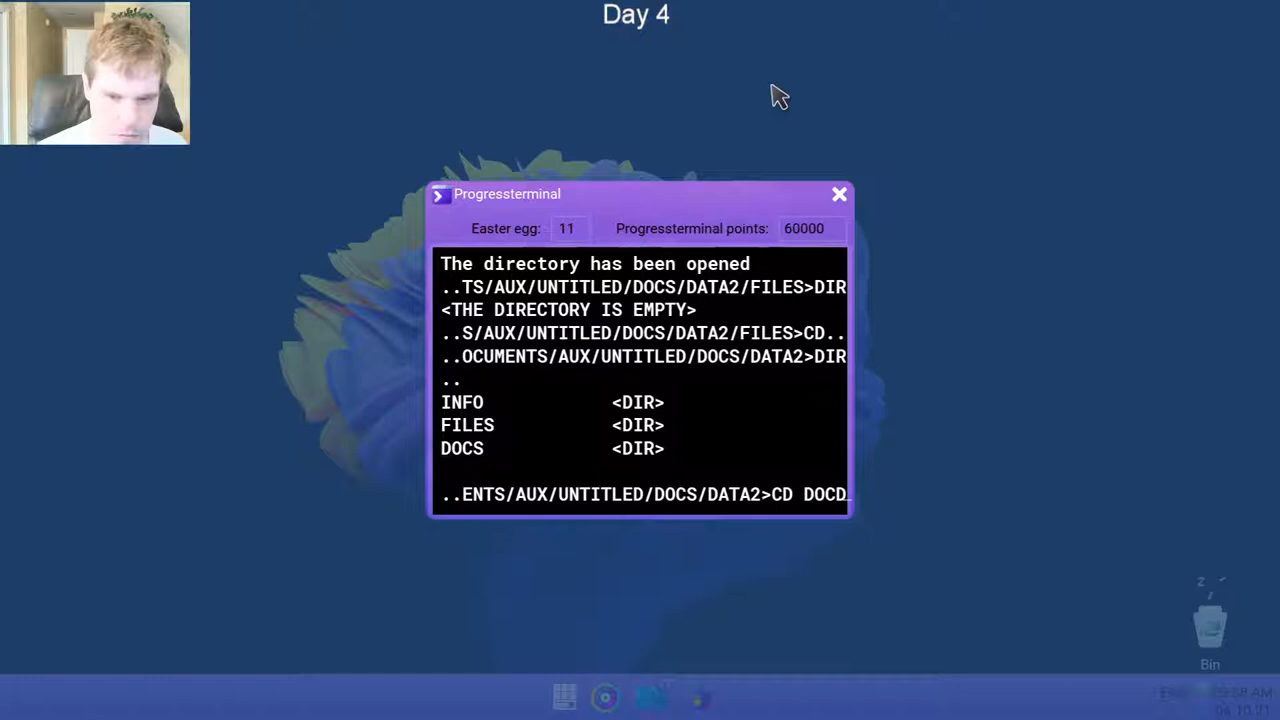 Day 4
Progressterminal
Easter egg: 11 Progressterminal points: 60000
The directory has been opened
..TS/AUX/UNTITLED/DOCS/DATA2/FILES>DIR
<THE DIRECTORY IS EMPTY>
..S/AUX/UNTITLED/DOCS/DATA2/FILES>CD..
..OCUMENTS/AUX/UNTITLED/DOCS/DATA2>DIR
..
INFO <DIR>
FILES <DIR>
DOCS <DIR>
..ENTS/AUX/UNTITLED/DOCS/DATA2>CD DOCD_
Bin